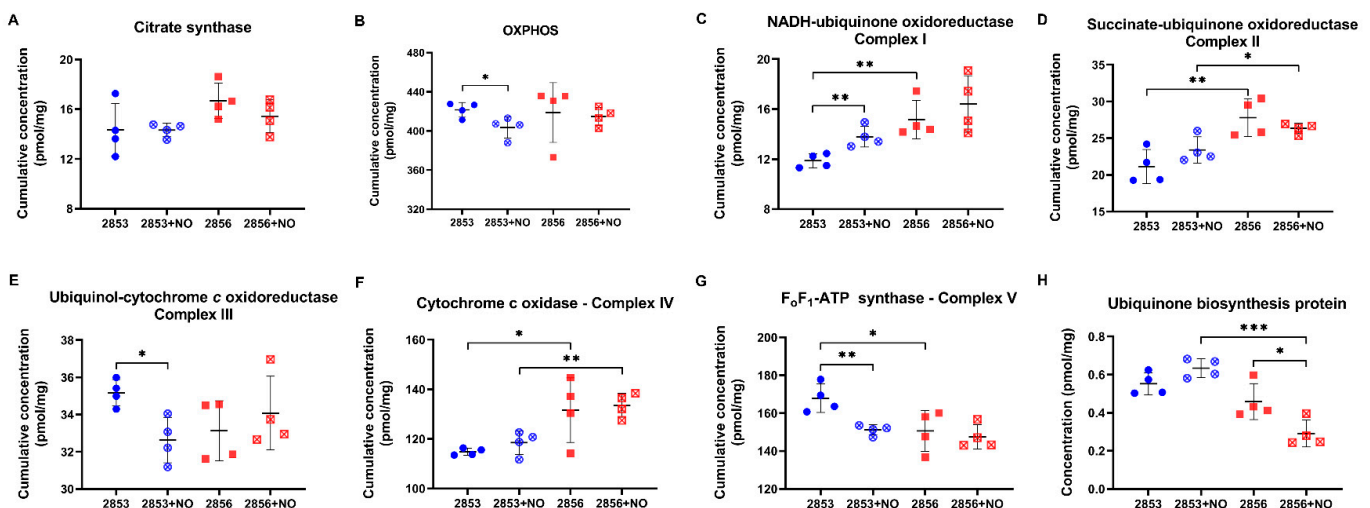 A
Citrate synthase
Cumulative concentration
(pmol/mg)
20
16
12
8
2853 2853+NO 2856 2856+NO
B
OXPHOS
Cumulative concentration
(pmol/mg)
480
440
400
360
320
*
2853 2853+NO 2856 2856+NO
C
NADH-ubiquinone oxidoreductase
Complex I
Cumulative concentration
(pmol/mg)
20
16
12
8
**
**
2853 2853+NO 2856 2856+NO
D
Succinate-ubiquinone oxidoreductase
Complex II
Cumulative concentration
(pmol/mg)
35
30
25
20
15
*
**
2853 2853+NO 2856 2856+NO
E
Ubiquinol-cytochrome c oxidoreductase
Complex III
Cumulative concentration
(pmol/mg)
38
36
34
32
30
*
2853 2853+NO 2856 2856+NO
F
Cytochrome c oxidase - Complex IV
Cumulative concentration
(pmol/mg)
160
140
120
100
*
**
2853 2853+NO 2856 2856+NO
G
FoF1-ATP synthase - Complex V
Cumulative concentration
(pmol/mg)
200
180
160
140
120
*
**
2853 2853+NO 2856 2856+NO
H
Ubiquinone biosynthesis protein
Concentration (pmol/mg)
0.8
0.6
0.4
0.2
0.0
***
*
2853 2853+NO 2856 2856+NO